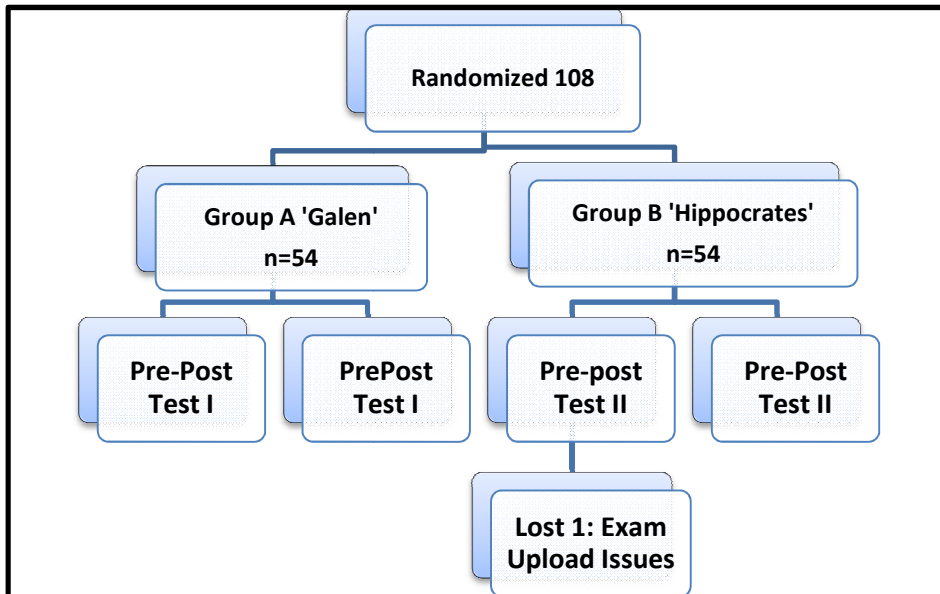 Randomized 108
Group A 'Galen'
n=54
Group B 'Hippocrates'
n=54
Pre-Post
Test I
PrePost
Test I
Pre-post
Test II
Pre-Post
Test II
Lost 1: Exam
Upload Issues